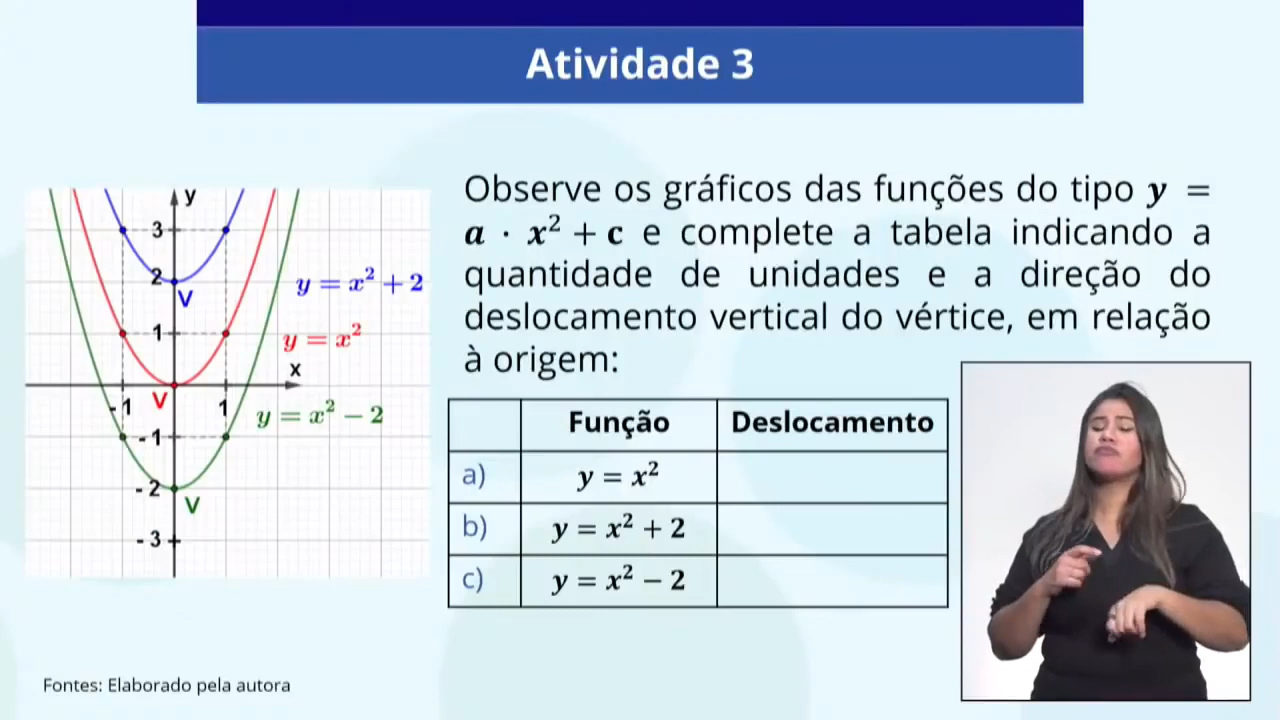 Atividade 3
Observe os gráficos das funções do tipo y =
a · x² + c e complete a tabela indicando a
quantidade de unidades e a direção do
deslocamento vertical do vértice, em relação
à origem:
y
3
2
V
y = x² + 2
1
y = x²
x
V
-1
1
y = x² − 2
-1
-2
V
-3
Função Deslocamento
a) y = x²
b) y = x² + 2
c) y = x² − 2
Fontes: Elaborado pela autora